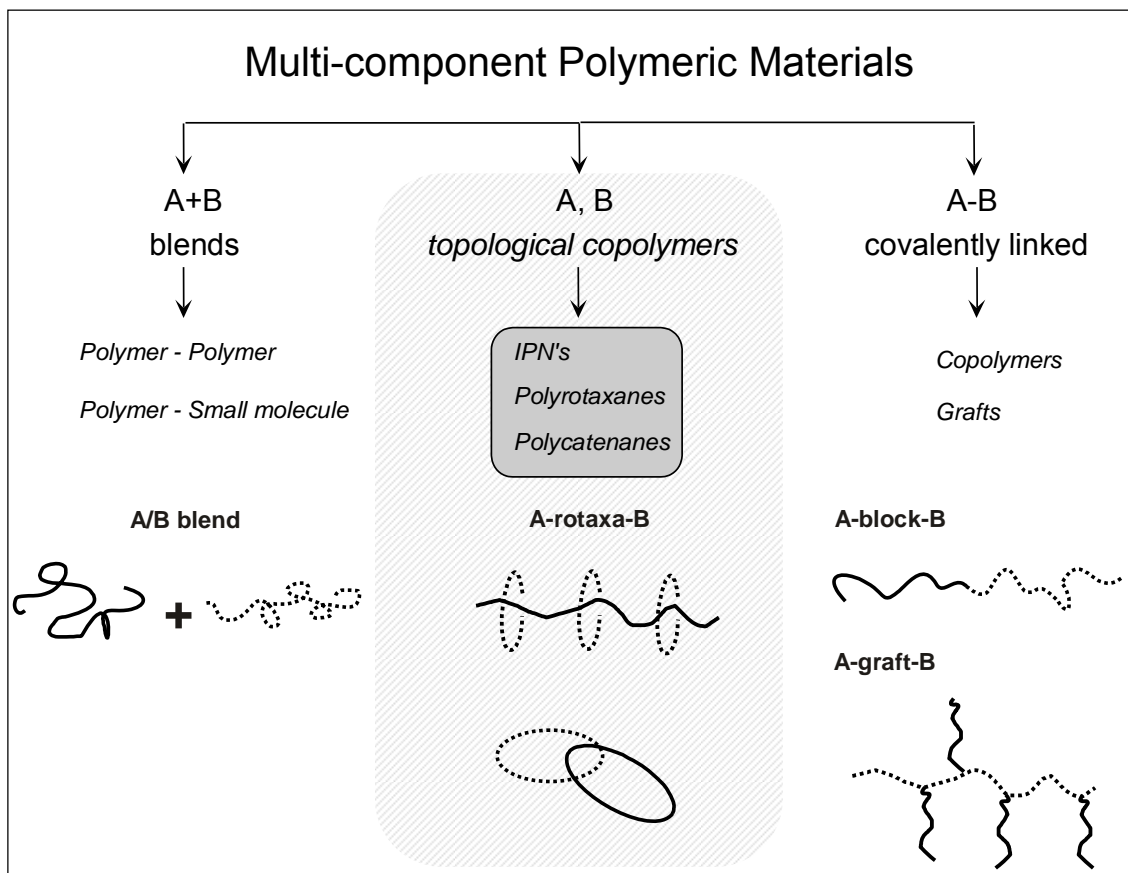 Multi-component Polymeric Materials
A+B
blends
Polymer - Polymer
Polymer - Small molecule
A/B blend
+
A, B
topological copolymers
IPN's
Polyrotaxanes
Polycatenanes
A-rotaxa-B
A-B
covalently linked
Copolymers
Grafts
A-block-B
A-graft-B